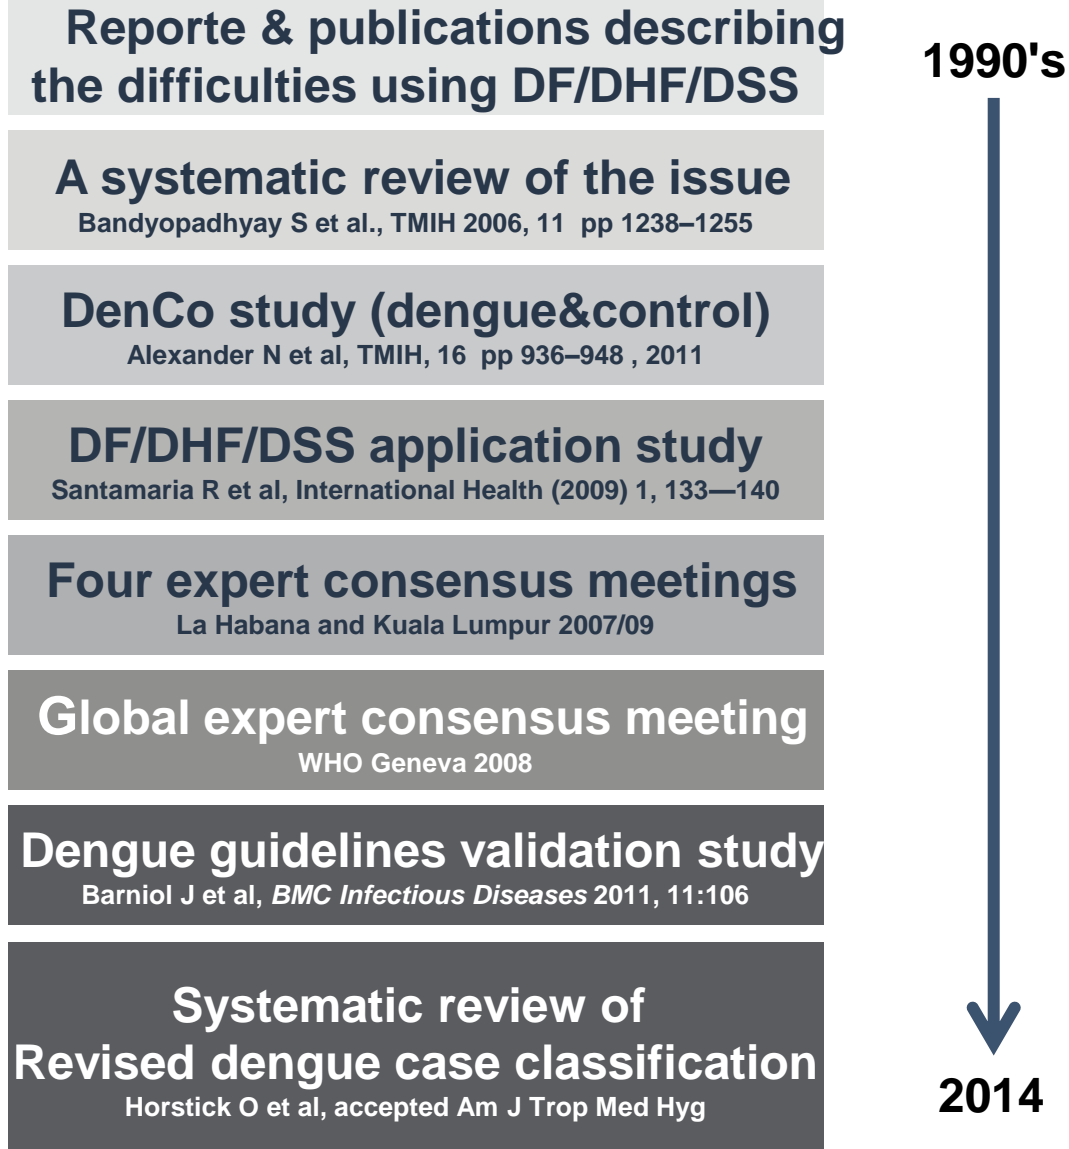 Reporte & publications describing
the difficulties using DF/DHF/DSS
1990's
A systematic review of the issue
Bandyopadhyay S et al., TMIH 2006, 11  pp 1238–1255
DenCo study (dengue&control)
Alexander N et al, TMIH, 16  pp 936–948 , 2011
DF/DHF/DSS application study
Santamaria R et al, International Health (2009) 1, 133—140
Four expert consensus meetings
La Habana and Kuala Lumpur 2007/09
Global expert consensus meeting
WHO Geneva 2008
Dengue guidelines validation study
Barniol J et al, BMC Infectious Diseases 2011, 11:106
Systematic review of
Revised dengue case classification
Horstick O et al, accepted Am J Trop Med Hyg
2014